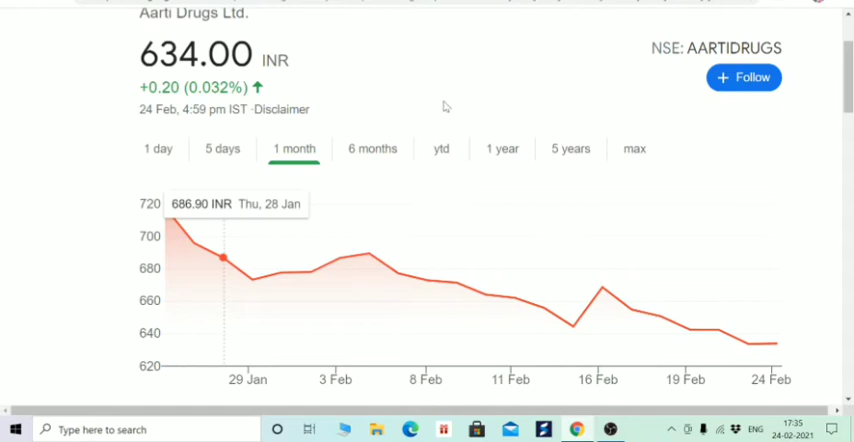 Aarti Drugs Ltd.
634.00 INR
NSE: AARTIDRUGS
+0.20 (0.032%) ↑
+ Follow
24 Feb, 4:59 pm IST ·Disclaimer
1 day 5 days 1 month 6 months ytd 1 year 5 years max
720
686.90 INR Thu, 28 Jan
700
680
660
640
620
29 Jan 3 Feb 8 Feb 11 Feb 16 Feb 19 Feb 24 Feb
Type here to search
ENG
17:35
24-02-2021